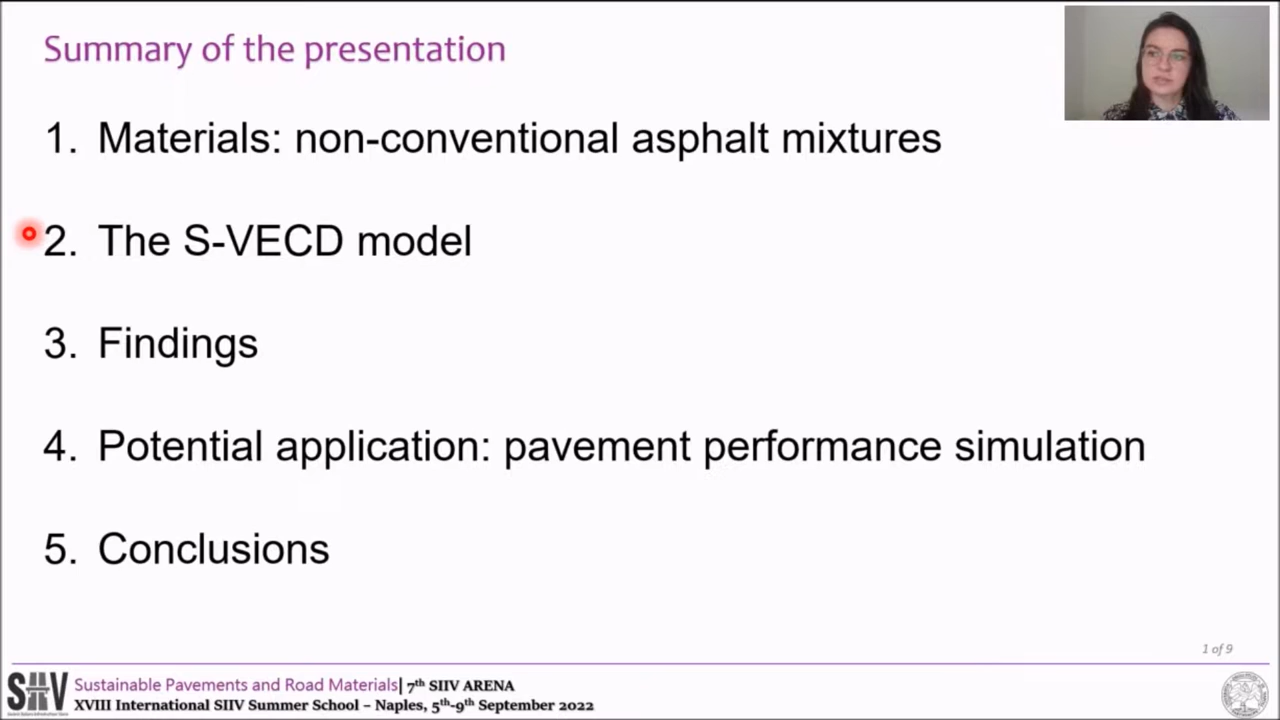 Summary of the presentation
1. Materials: non-conventional asphalt mixtures
2. The S-VECD model
3. Findings
4. Potential application: pavement performance simulation
5. Conclusions
1 of 9
SIIV
Sustainable Pavements and Road Materials| 7th SIIV ARENA
XVIII International SIIV Summer School – Naples, 5th-9th September 2022